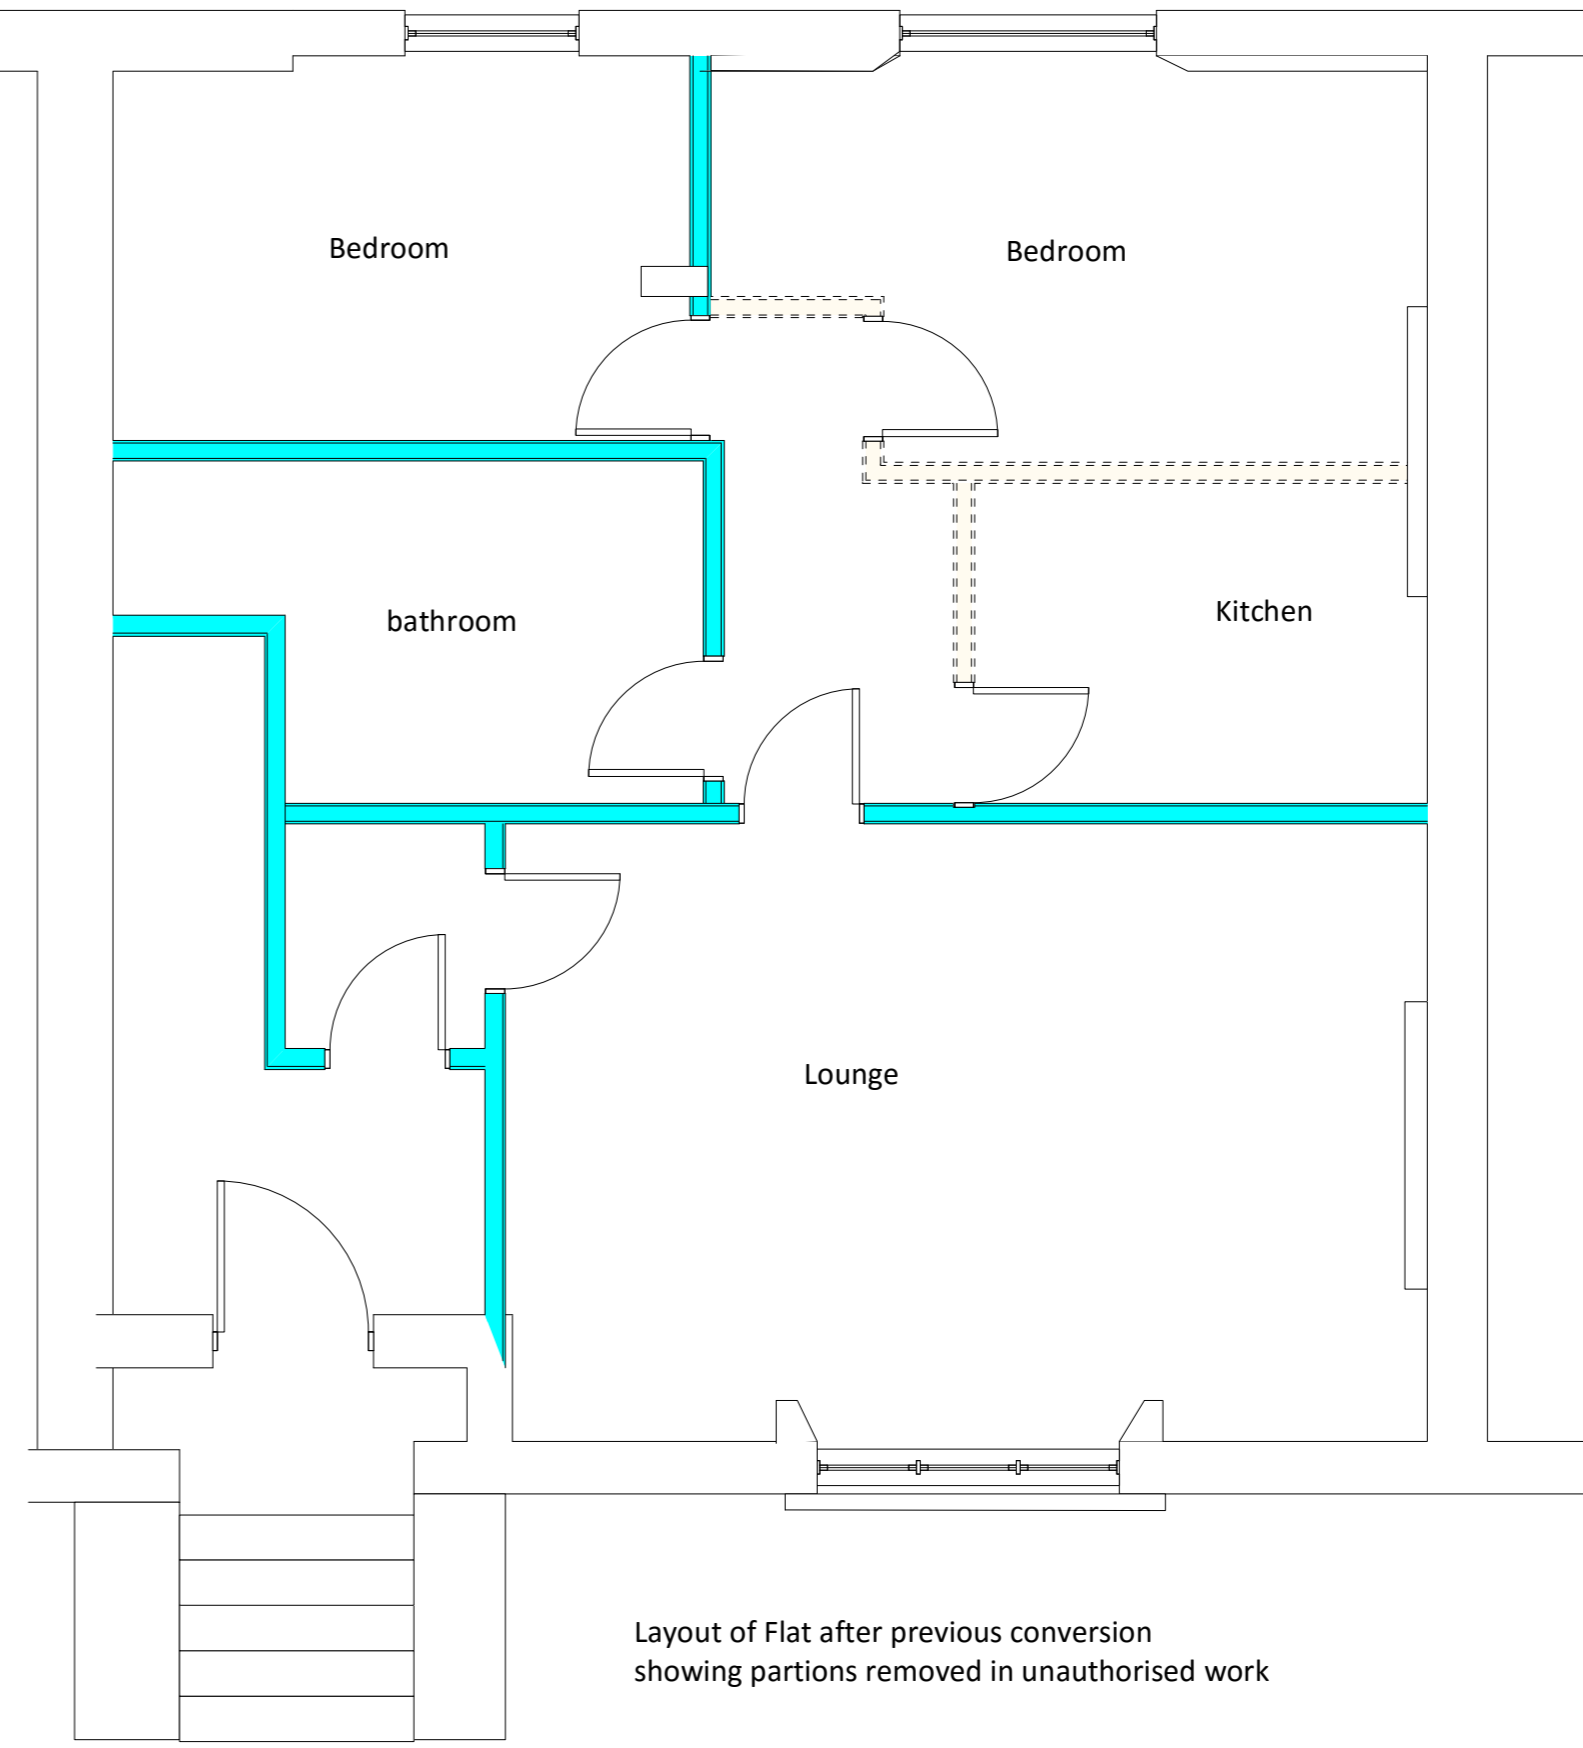 Bedroom
Bedroom
bathroom
Kitchen
Lounge
Layout of Flat after previous conversion
showing partions removed in unauthorised work